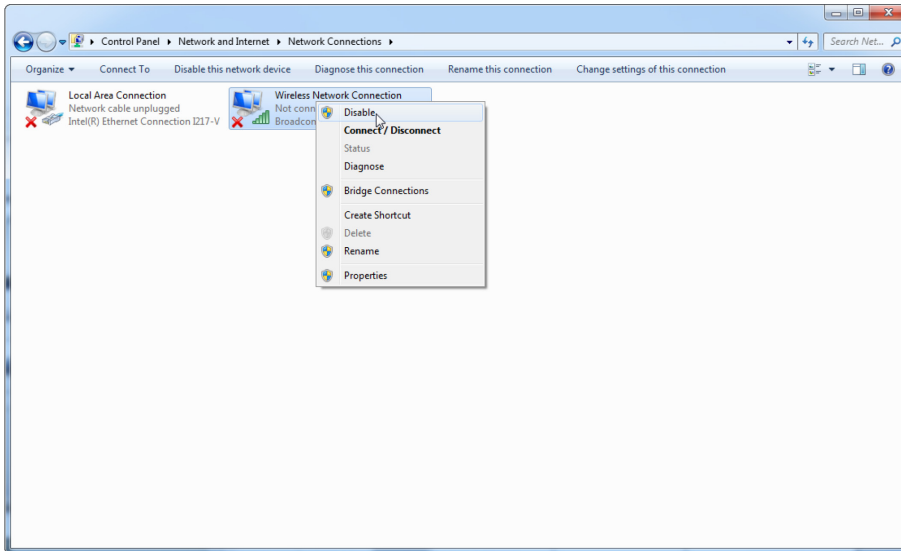 Control Panel Network and Internet Network Connections
Search Net...
Organize Connect To Disable this network device Diagnose this connection Rename this connection Change settings of this connection
Local Area Connection
Network cable unplugged
Intel(R) Ethernet Connection I217-V
Wireless Network Connection
Not conn
Broadcon
Disable
Connect / Disconnect
Status
Diagnose
Bridge Connections
Create Shortcut
Delete
Rename
Properties